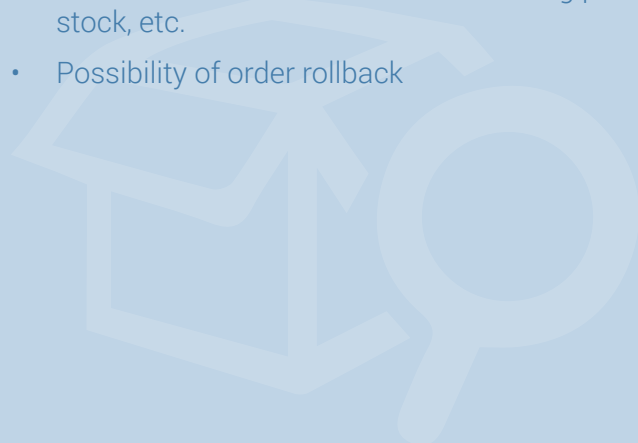 stock, etc.
• Possibility of order rollback